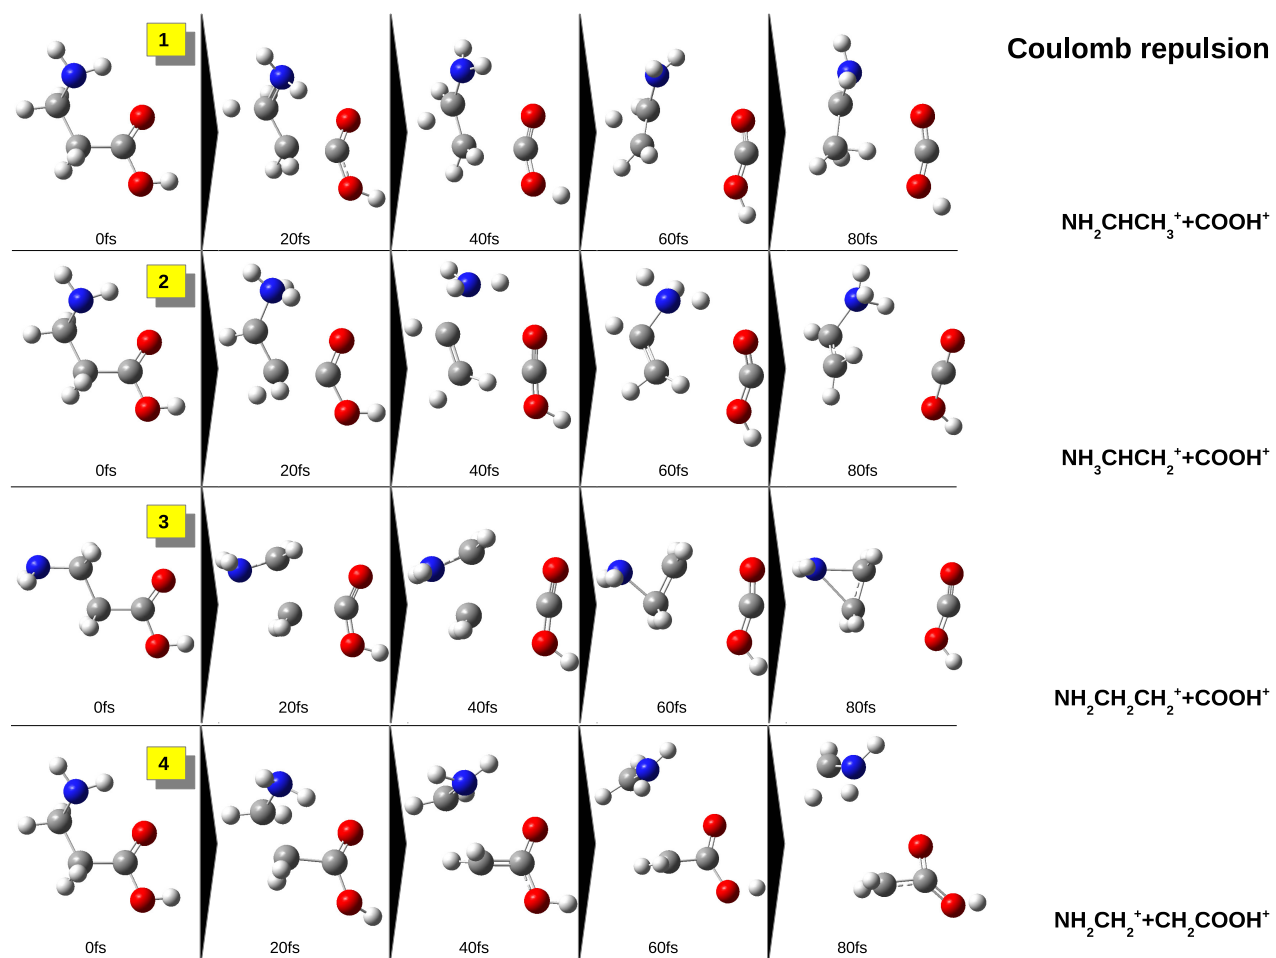 Coulomb repulsion
1
0fs
20fs
40fs
60fs
80fs
NH₂CHCH₃⁺+COOH⁺
2
0fs
20fs
40fs
60fs
80fs
NH₃CHCH₂⁺+COOH⁺
3
0fs
20fs
40fs
60fs
80fs
NH₂CH₂CH₂⁺+COOH⁺
4
0fs
20fs
40fs
60fs
80fs
NH₂CH₂⁺+CH₂COOH⁺